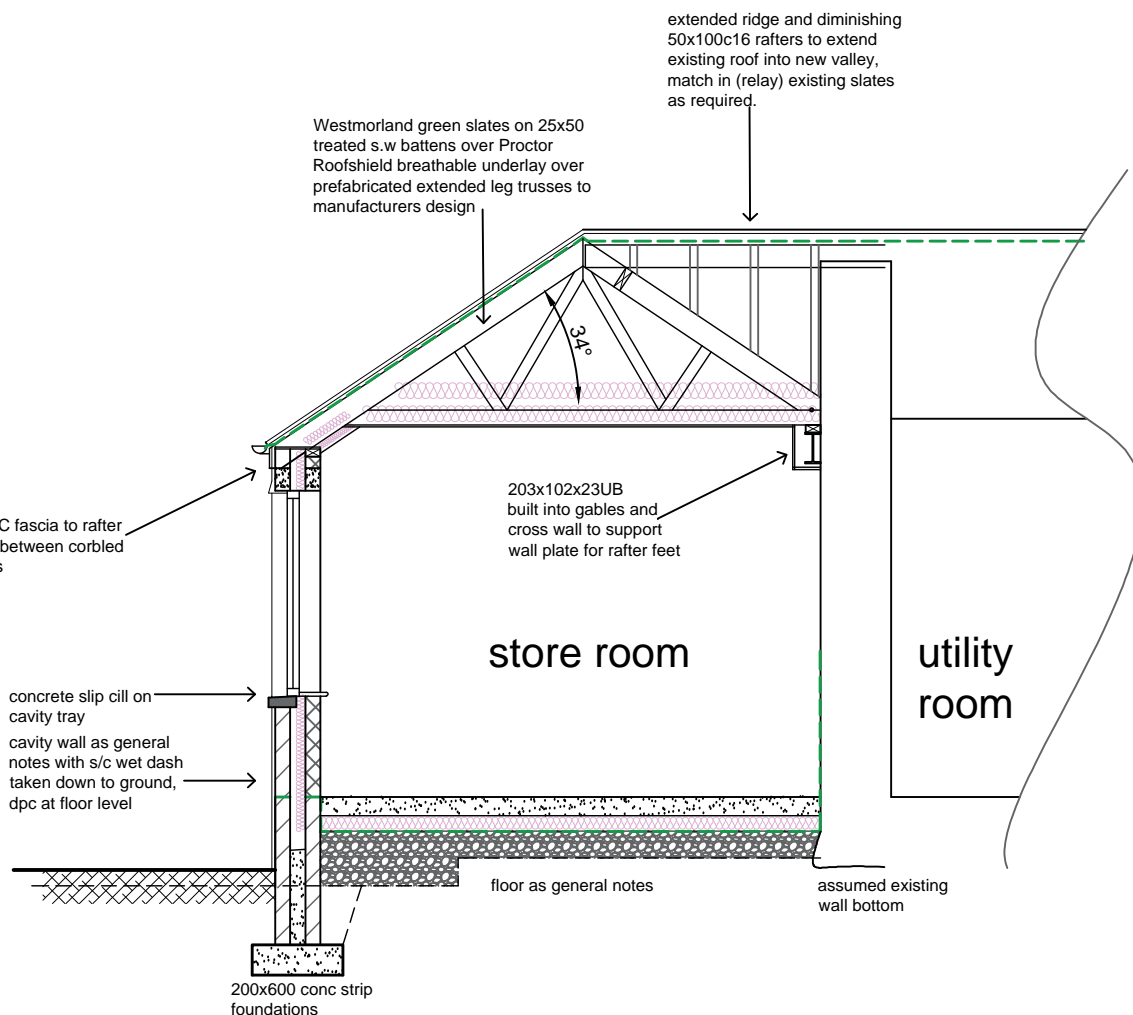 extended ridge and diminishing
50x100c16 rafters to extend
existing roof into new valley,
match in (relay) existing slates
as required.
Westmorland green slates on 25x50
treated s.w battens over Proctor
Roofshield breathable underlay over
prefabricated extended leg trusses to
manufacturers design
34°
203x102x23UB
built into gables and
cross wall to support
wall plate for rafter feet
C fascia to rafter
between corbled
s
store room
utility
room
concrete slip cill on
cavity tray
cavity wall as general
notes with s/c wet dash
taken down to ground,
dpc at floor level
floor as general notes
assumed existing
wall bottom
200x600 conc strip
foundations